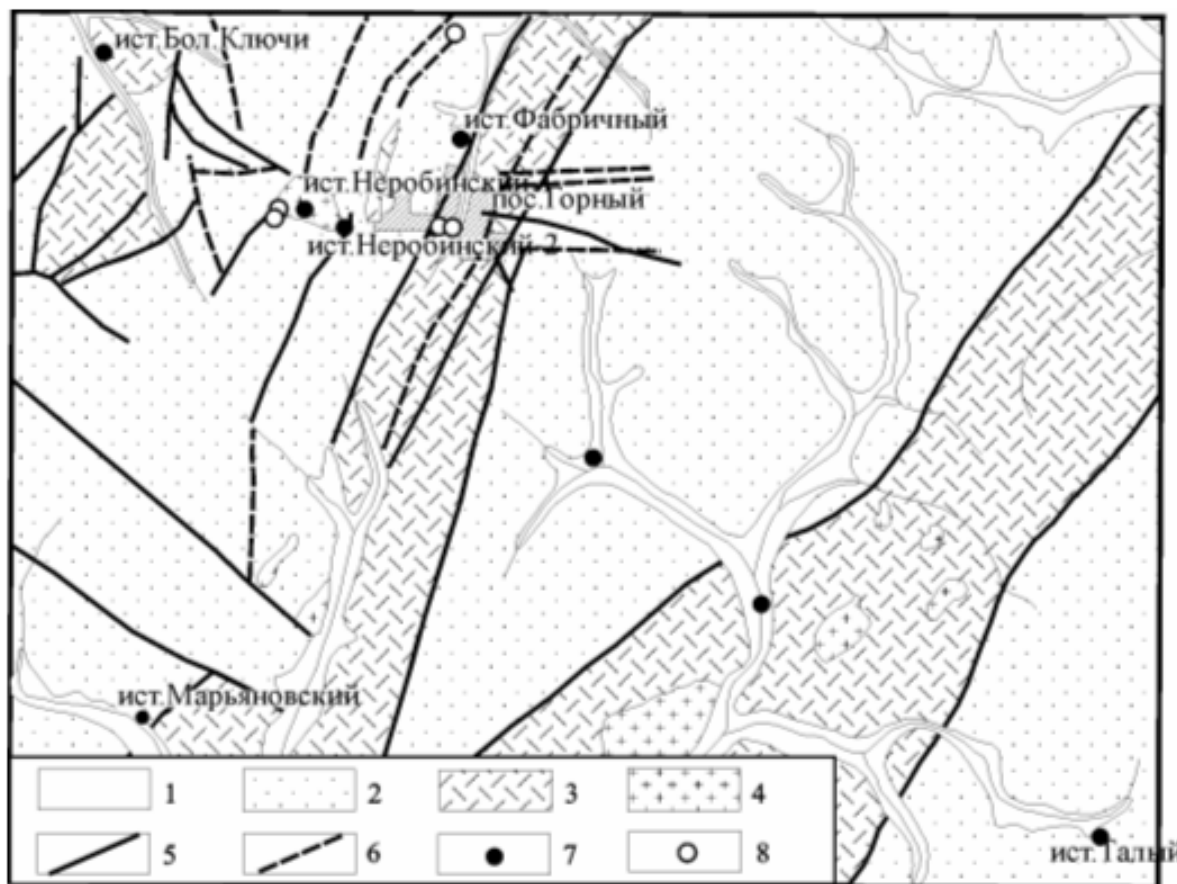 ист.Бол.Ключи
ист.Фабричный
ист.Неробинский
пос.Горный
ист.Неробинский-2
ист.Марьяновский
1 2 3 4
5 6 7 8
ист.Талый